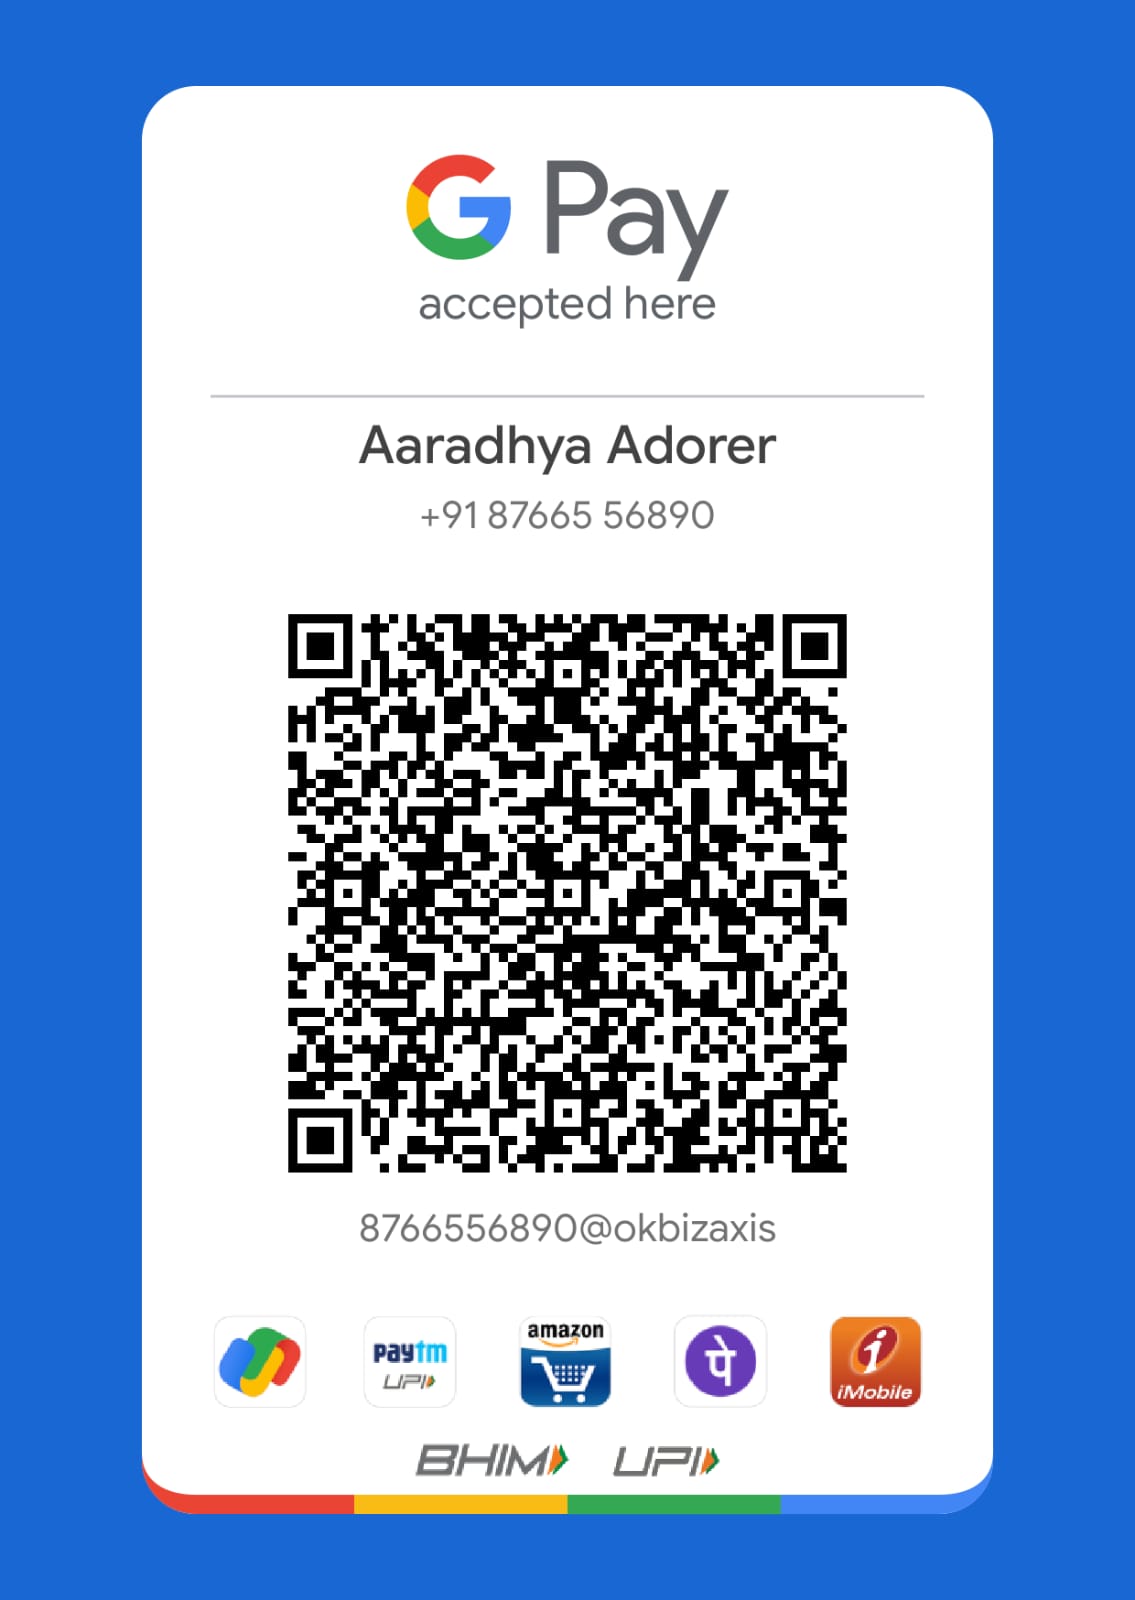 G Pay
accepted here
Aaradhya Adorer
+91 87665 56890
8766556890@okbizaxis
paytm
UPI
amazon
पे
i
iMobile
BHIM UPI